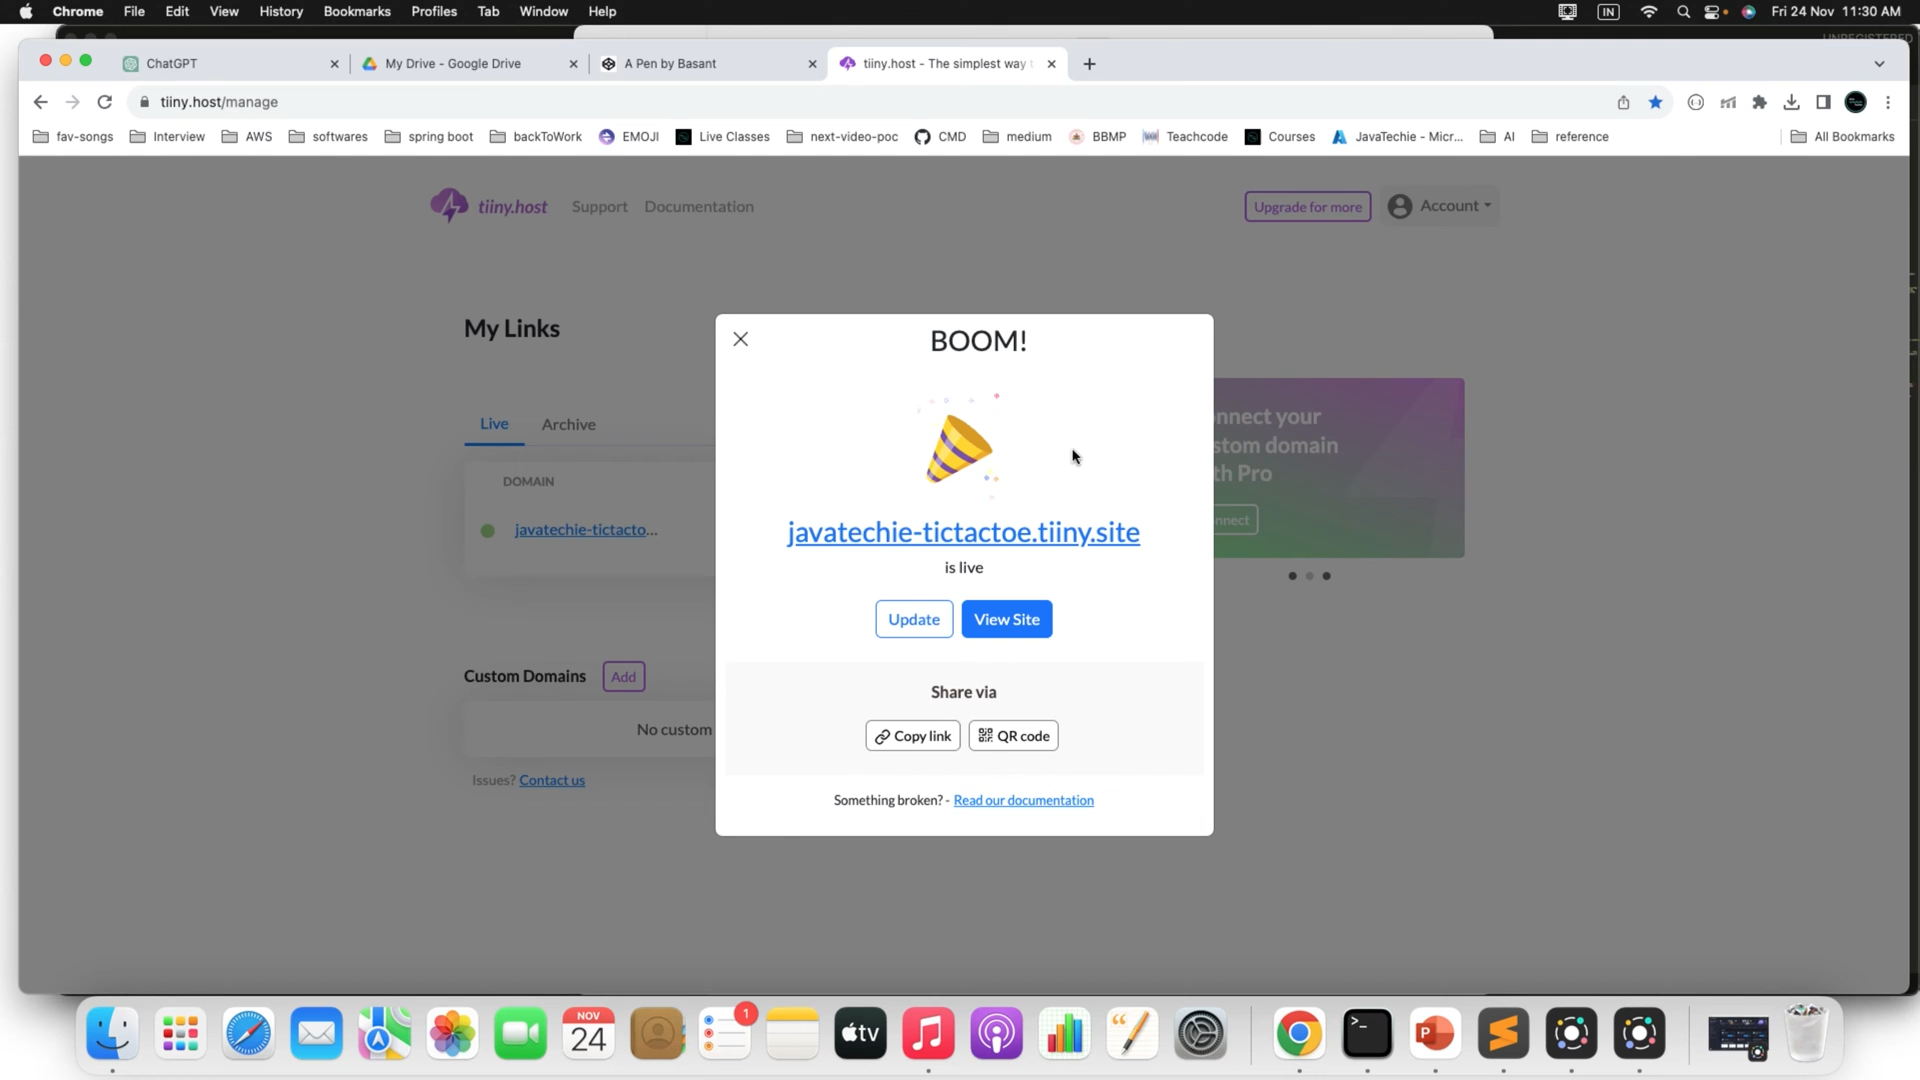 Chrome File Edit View History Bookmarks Profiles Tab Window Help IN Fri 24 Nov 11:30 AM
UNREGISTERED
ChatGPT My Drive - Google Drive A Pen by Basant tiiny.host - The simplest way
tiiny.host/manage
fav-songs Interview AWS softwares spring boot backToWork EMOJI Live Classes next-video-poc CMD medium BBMP Teachcode Courses JavaTechie - Micr... AI reference All Bookmarks
tiiny.host Support Documentation Upgrade for more Account
My Links
BOOM!
Live Archive
nnect your
stom domain
th Pro
DOMAIN
nnect
javatechie-tictacto...
javatechie-tictactoe.tiiny.site
is live
Update View Site
Custom Domains Add
Share via
No custom
Copy link QR code
Issues? Contact us
Something broken? - Read our documentation
1
NOV
24
tv